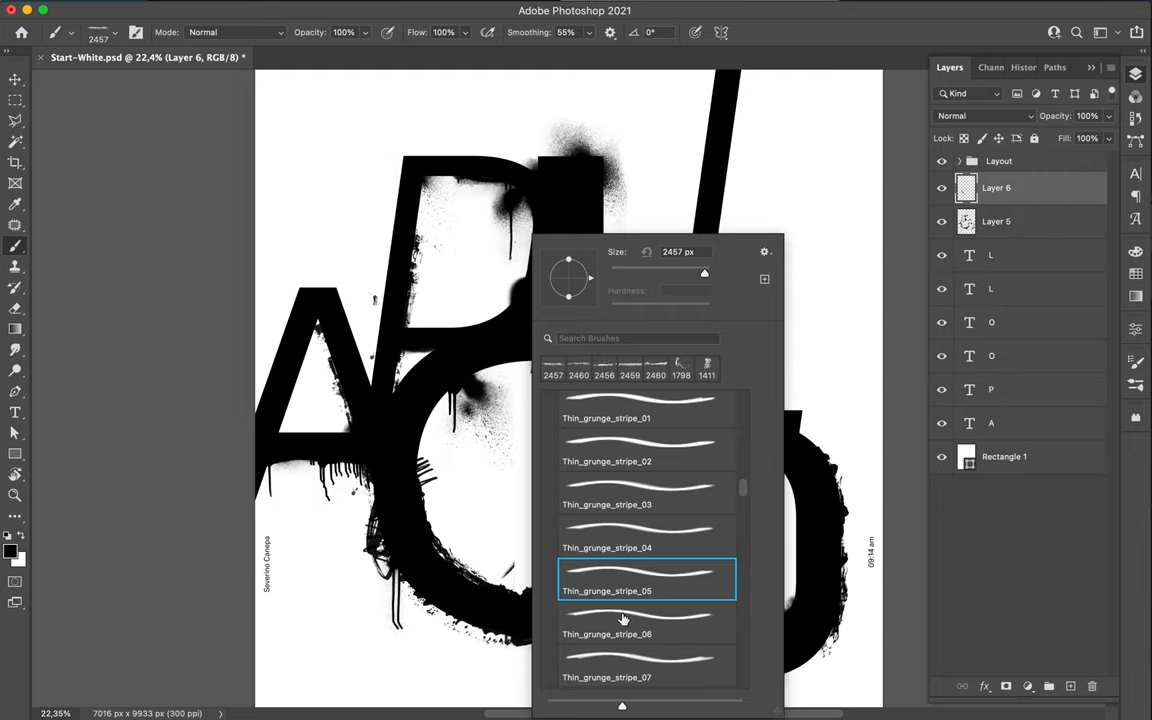 Adobe Photoshop 2021
2457
Mode: Normal
Opacity: 100%
Flow: 100%
Smoothing: 55%
0°
Start-White.psd @ 22,4% (Layer 6, RGB/8) *
Layers
Chann
Histor
Paths
Kind
Normal
Opacity: 100%
Lock:
Fill: 100%
Layout
Layer 6
Layer 5
L
L
O
O
P
A
Rectangle 1
Size:
2457 px
Hardness:
Search Brushes
2457 2460 2456 2459 2460 1798 1411
Thin_grunge_stripe_01
Thin_grunge_stripe_02
Thin_grunge_stripe_03
Thin_grunge_stripe_04
Thin_grunge_stripe_05
Thin_grunge_stripe_06
Thin_grunge_stripe_07
A
P
O
Severino Canepa
09:14 am
fx
22,35%
7016 px x 9933 px (300 ppi)